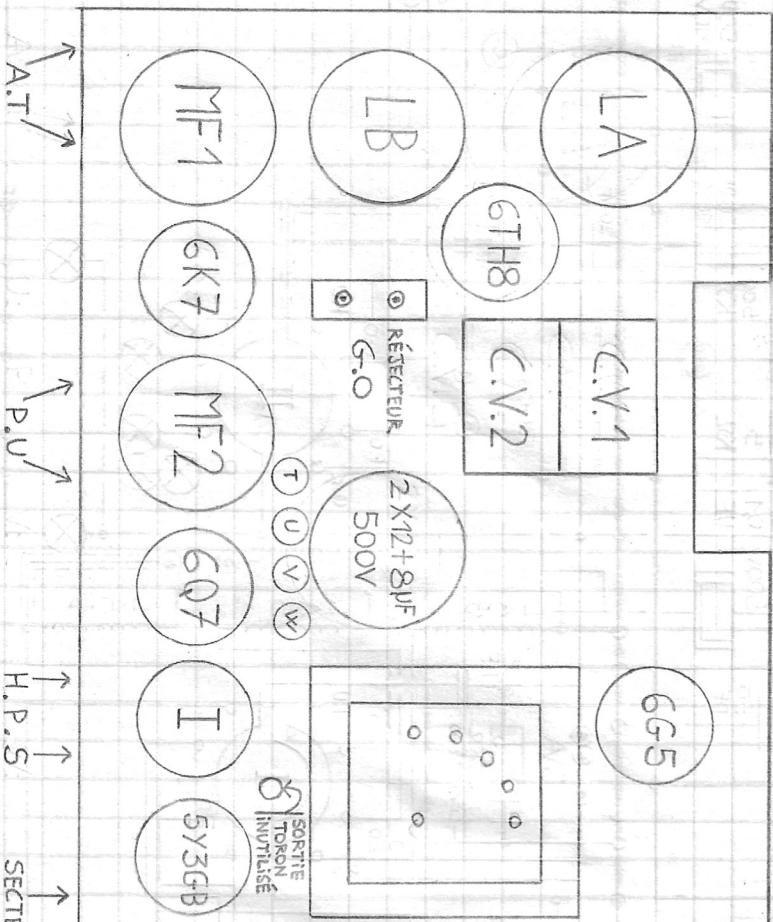 LA
LB
MF1
A.T
6TH8
6K7
C.V.1
C.V.2
RÉJECTEUR
G.O
MF2
P.U
2X12+8µF
500V
T
U
V
W
6Q7
6G5
I
H.P.S
SORTIE
TORON
INUTILISÉ
5Y3GB